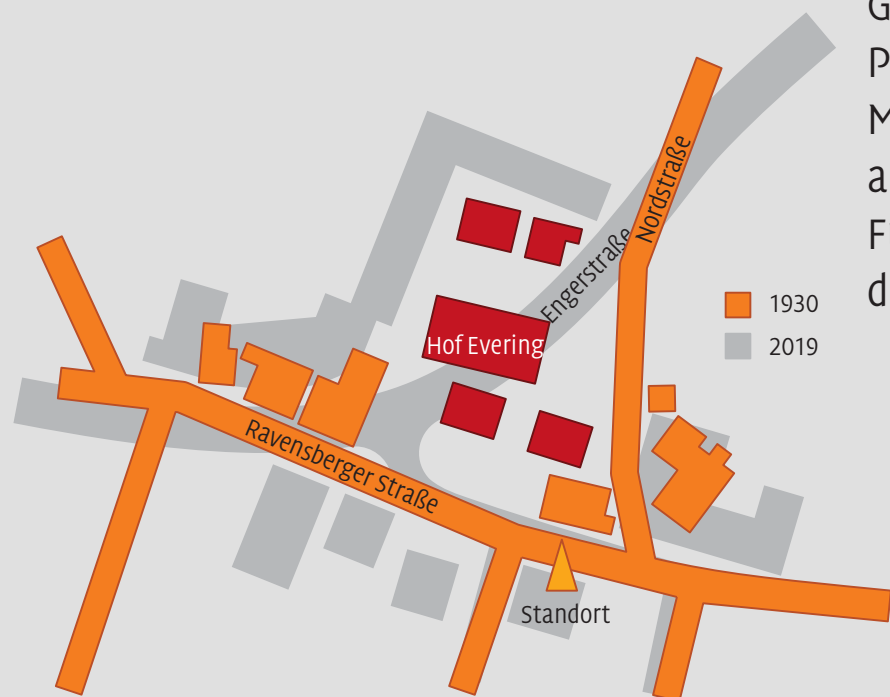 G
P
M
a
F
d
Nordstraße
Engerstraße
1930
2019
Hof Evering
Ravensberger Straße
Standort